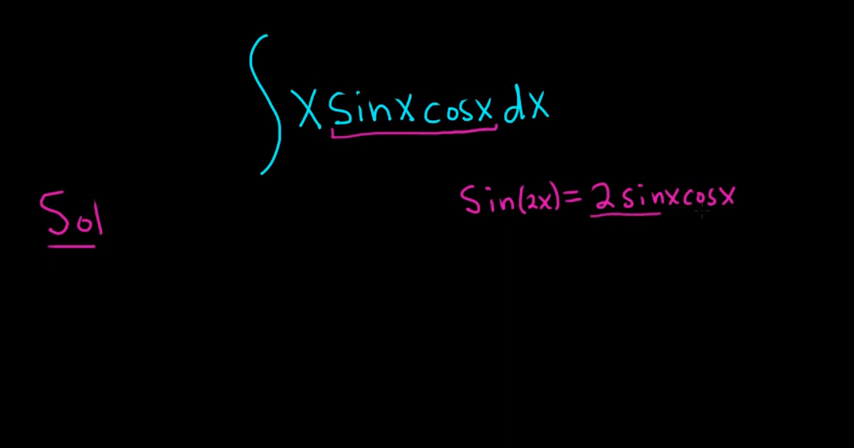 ∫ x sinx cosx dx
Sin(2x) = 2 sinx cosx
Sol